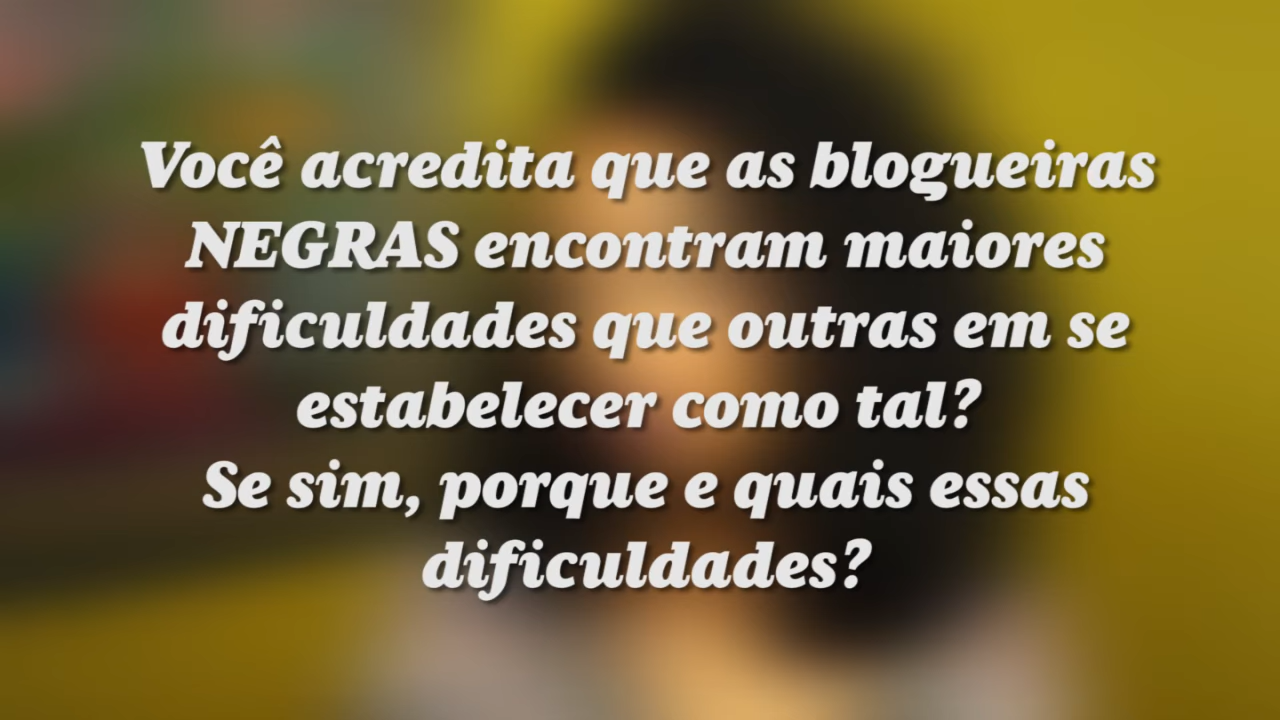 Você acredita que as blogueiras
NEGRAS encontram maiores
dificuldades que outras em se
estabelecer como tal?
Se sim, porque e quais essas
dificuldades?